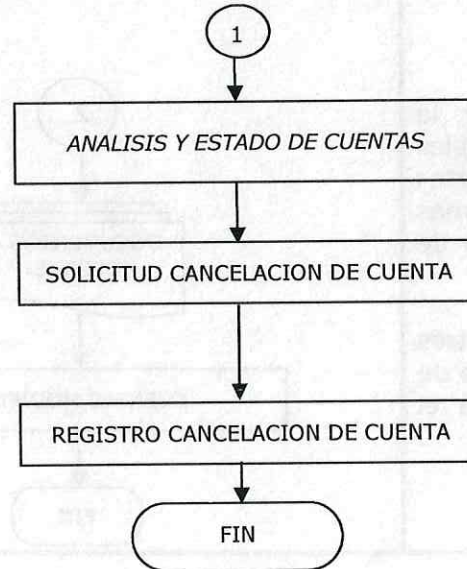 1
ANALISIS Y ESTADO DE CUENTAS
SOLICITUD CANCELACION DE CUENTA
REGISTRO CANCELACION DE CUENTA
FIN